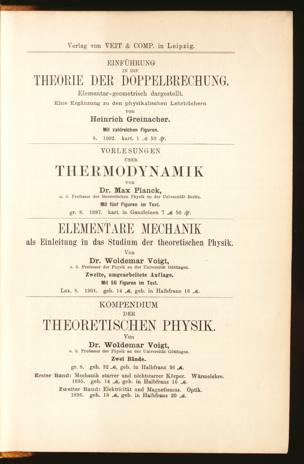 Verlag von VEIT & COMP. in Leipzig.
EINFÜHRUNG
IN DIE
THEORIE DER DOPPELBRECHUNG.
Elementar-geometrisch dargestellt.
Eine Ergänzung zu den physikalischen Lehrbüchern
von
Heinrich Greinacher.
Mit zahlreichen Figuren.
8. 1902. kart. 1 ℳ 50 ₰.
VORLESUNGEN
ÜBER
THERMODYNAMIK
von
Dr. Max Planck,
o. ö. Professor der theoretischen Physik an der Universität Berlin.
Mit fünf Figuren im Text.
gr. 8. 1897. kart. in Ganzleinen 7 ℳ 50 ₰.
ELEMENTARE MECHANIK
als Einleitung in das Studium der theoretischen Physik.
Von
Dr. Woldemar Voigt,
o. ö. Professor der Physik an der Universität Göttingen.
Zweite, umgearbeitete Auflage.
Mit 56 Figuren im Text.
Lex. 8. 1901. geh. 14 ℳ, geb. in Halbfranz 16 ℳ.
KOMPENDIUM
DER
THEORETISCHEN PHYSIK.
Von
Dr. Woldemar Voigt,
o. ö. Professor der Physik an der Universität Göttingen.
Zwei Bände.
gr. 8. geh. 32 ℳ, geb. in Halbfranz 36 ℳ.
Erster Band: Mechanik starrer und nichtstarrer Körper. Wärmelehre.
1895. geh. 14 ℳ, geb. in Halbfranz 16 ℳ.
Zweiter Band: Elektricität und Magnetismus. Optik.
1896. geh. 18 ℳ, geb. in Halbfranz 20 ℳ.